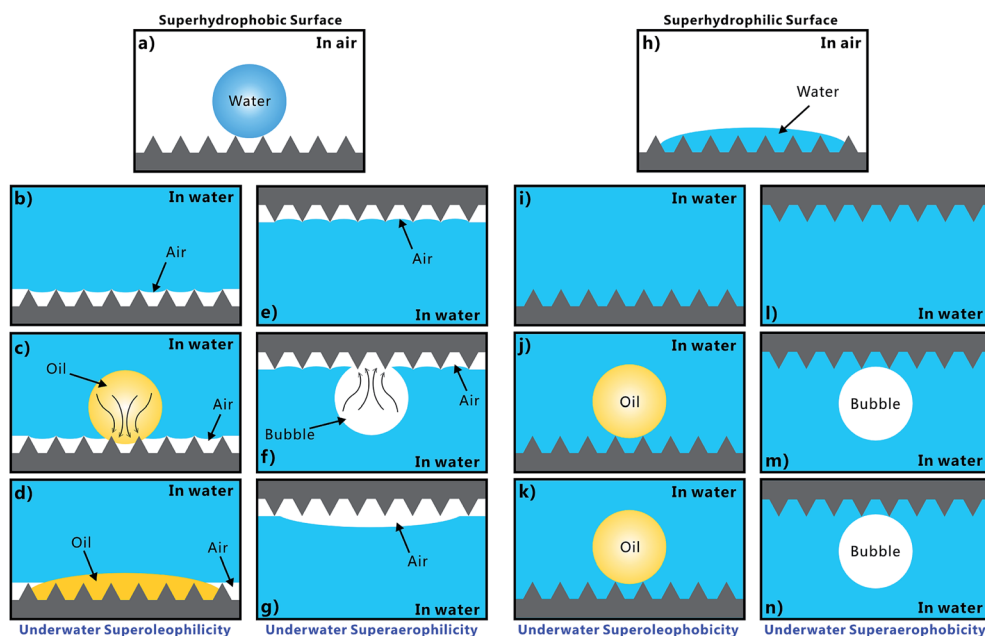 Superhydrophobic Surface
a)
In air
Water
b)
In water
Air
e)
Air
In water
c)
In water
Oil
Air
f)
Air
Bubble
In water
d)
In water
Oil
Air
g)
Air
In water
Underwater Superoleophilicity
Underwater Superaerophilicity
Superhydrophilic Surface
h)
In air
Water
i)
In water
l)
In water
j)
In water
Oil
m)
Bubble
In water
k)
In water
Oil
n)
Bubble
In water
Underwater Superoleophobicity
Underwater Superaerophobicity